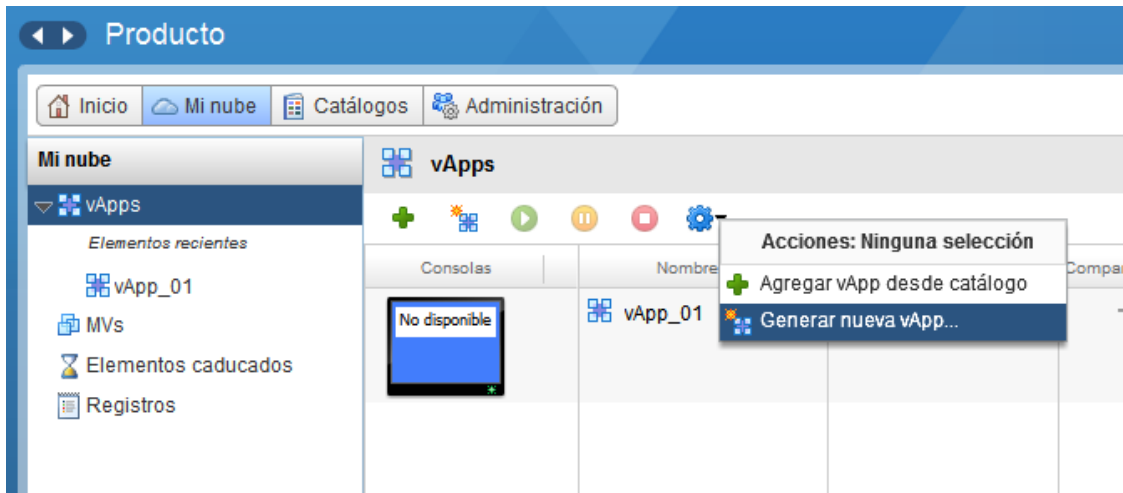 Producto
Inicio
Mi nube
Catálogos
Administración
Mi nube
vApps
vApps
Elementos recientes
vApp_01
MVs
Elementos caducados
Registros
Acciones: Ninguna selección
Agregar vApp desde catálogo
Generar nueva vApp...
Consolas
Nombre
No disponible
vApp_01